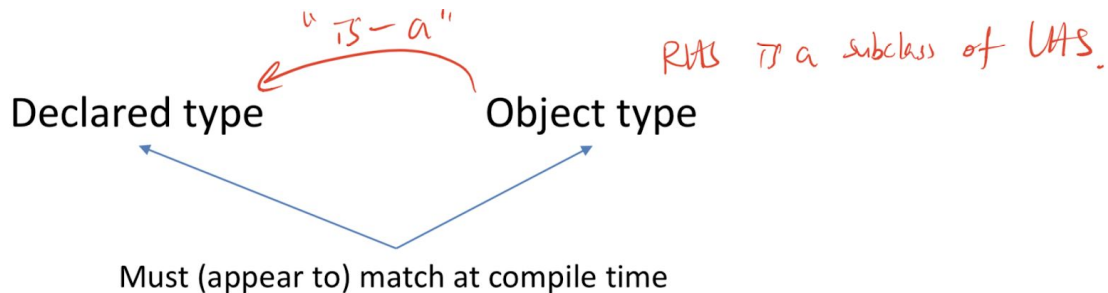 "is-a"
RHS is a subclass of LHS.
Declared type
Object type
Must (appear to) match at compile time